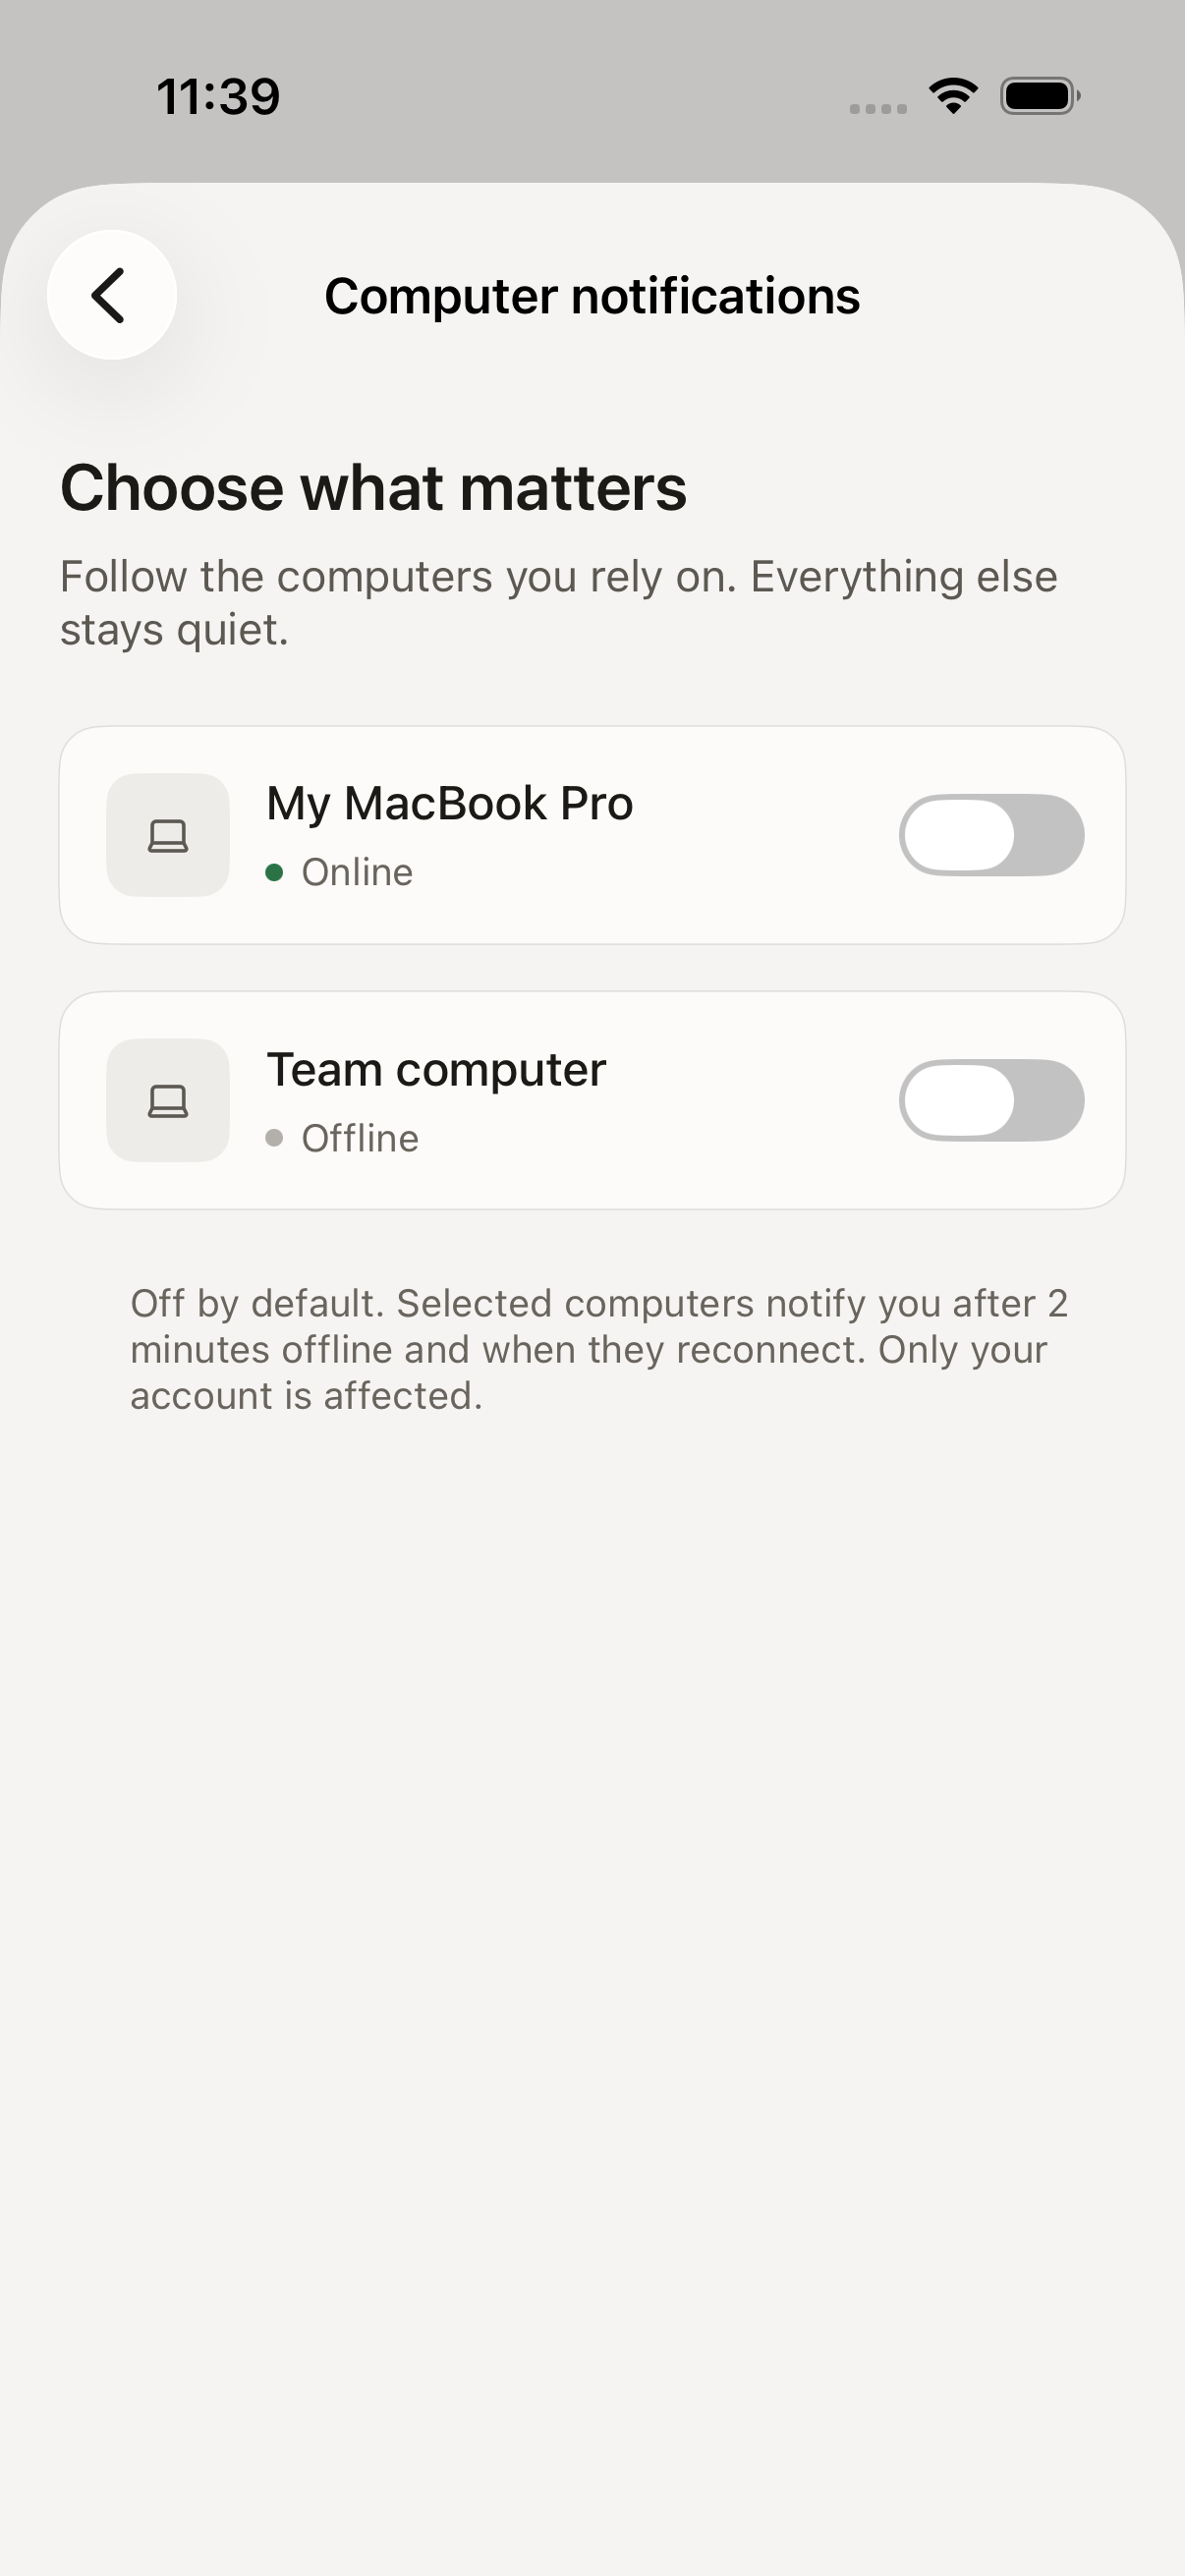 11:39
Computer notifications
Choose what matters
Follow the computers you rely on. Everything else
stays quiet.
My MacBook Pro
Online
Team computer
Offline
Off by default. Selected computers notify you after 2
minutes offline and when they reconnect. Only your
account is affected.